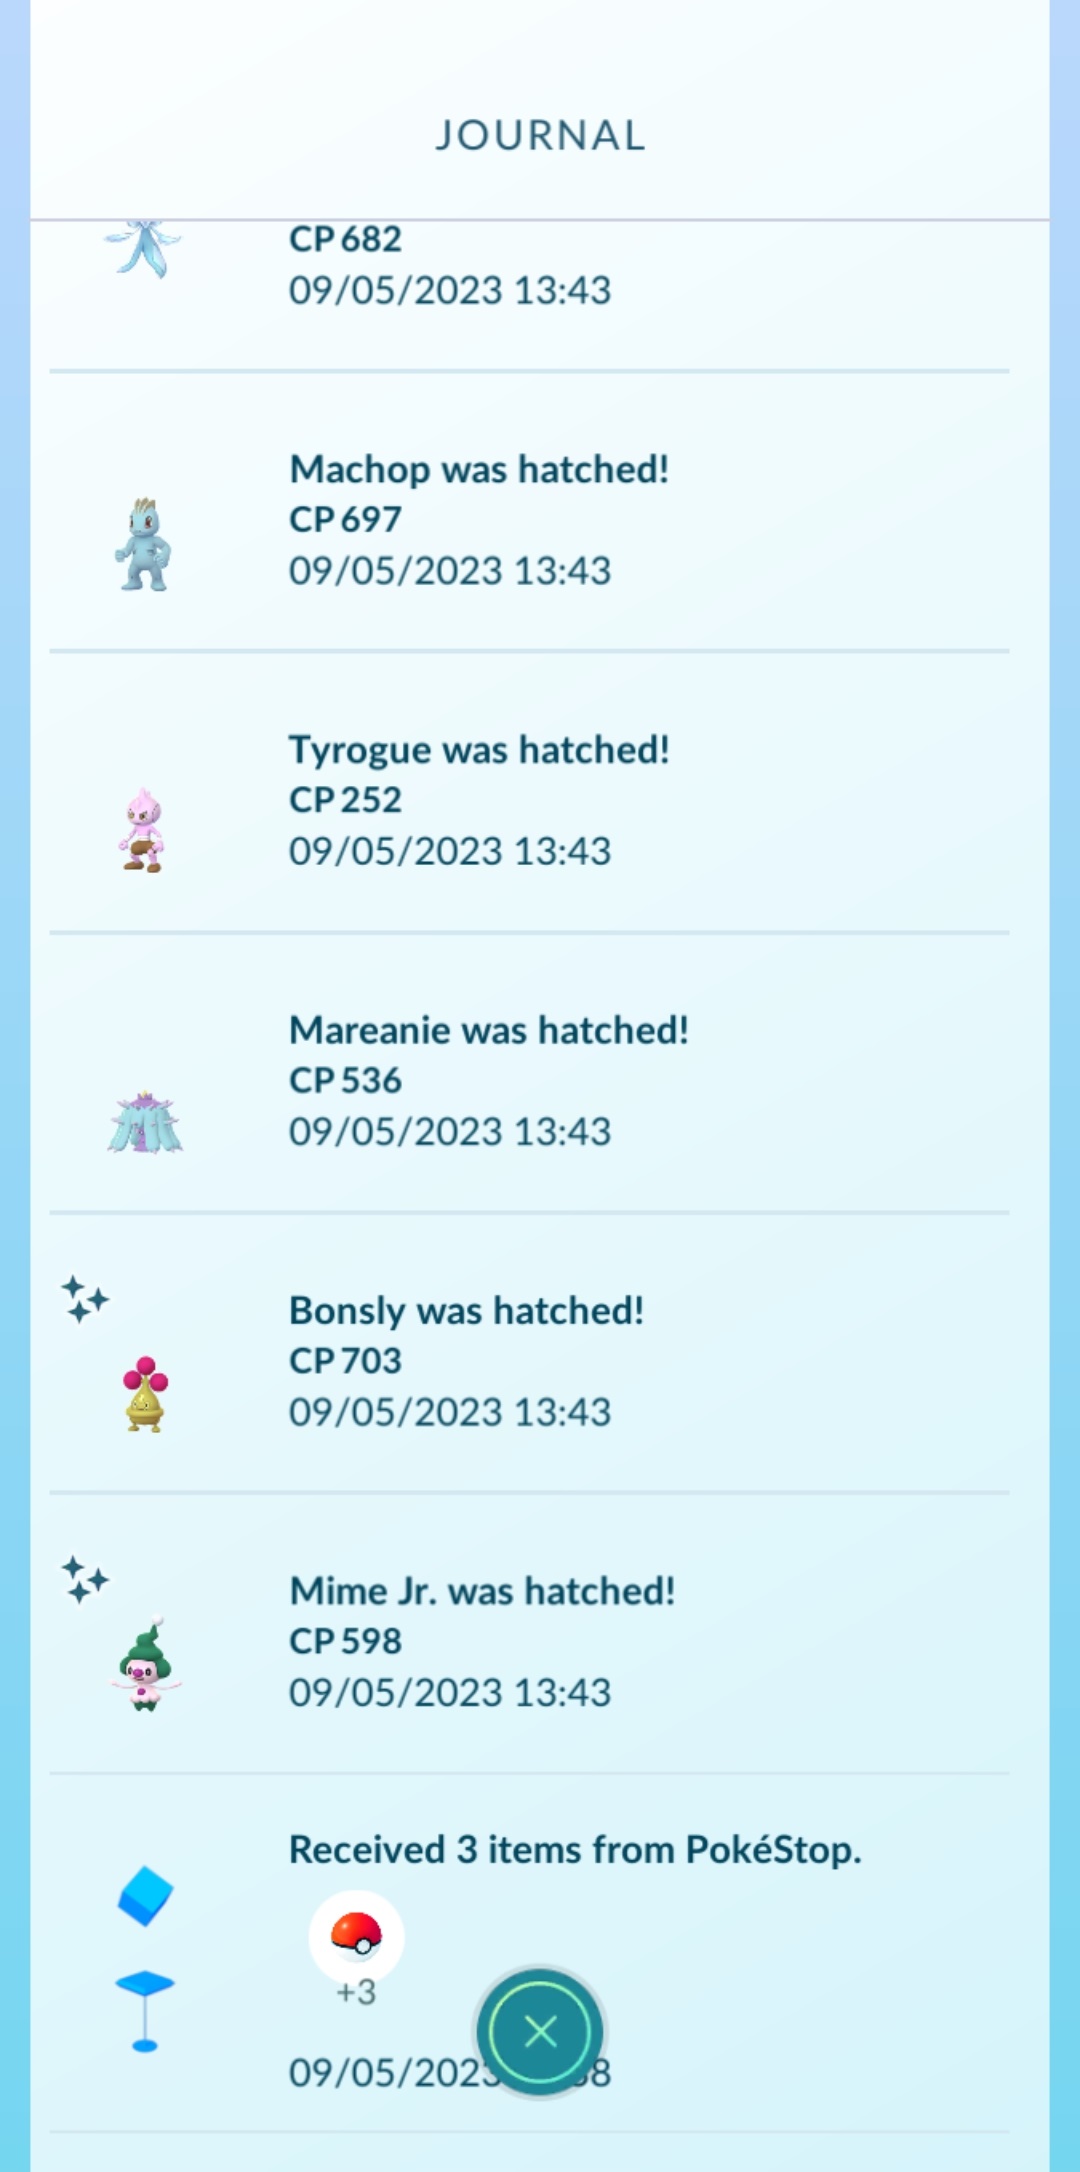 JOURNAL
CP 682
09/05/2023 13:43
Machop was hatched!
CP 697
09/05/2023 13:43
Tyrogue was hatched!
CP 252
09/05/2023 13:43
Mareanie was hatched!
CP 536
09/05/2023 13:43
Bonsly was hatched!
CP 703
09/05/2023 13:43
Mime Jr. was hatched!
CP 598
09/05/2023 13:43
Received 3 items from PokéStop.
+3
09/05/2023